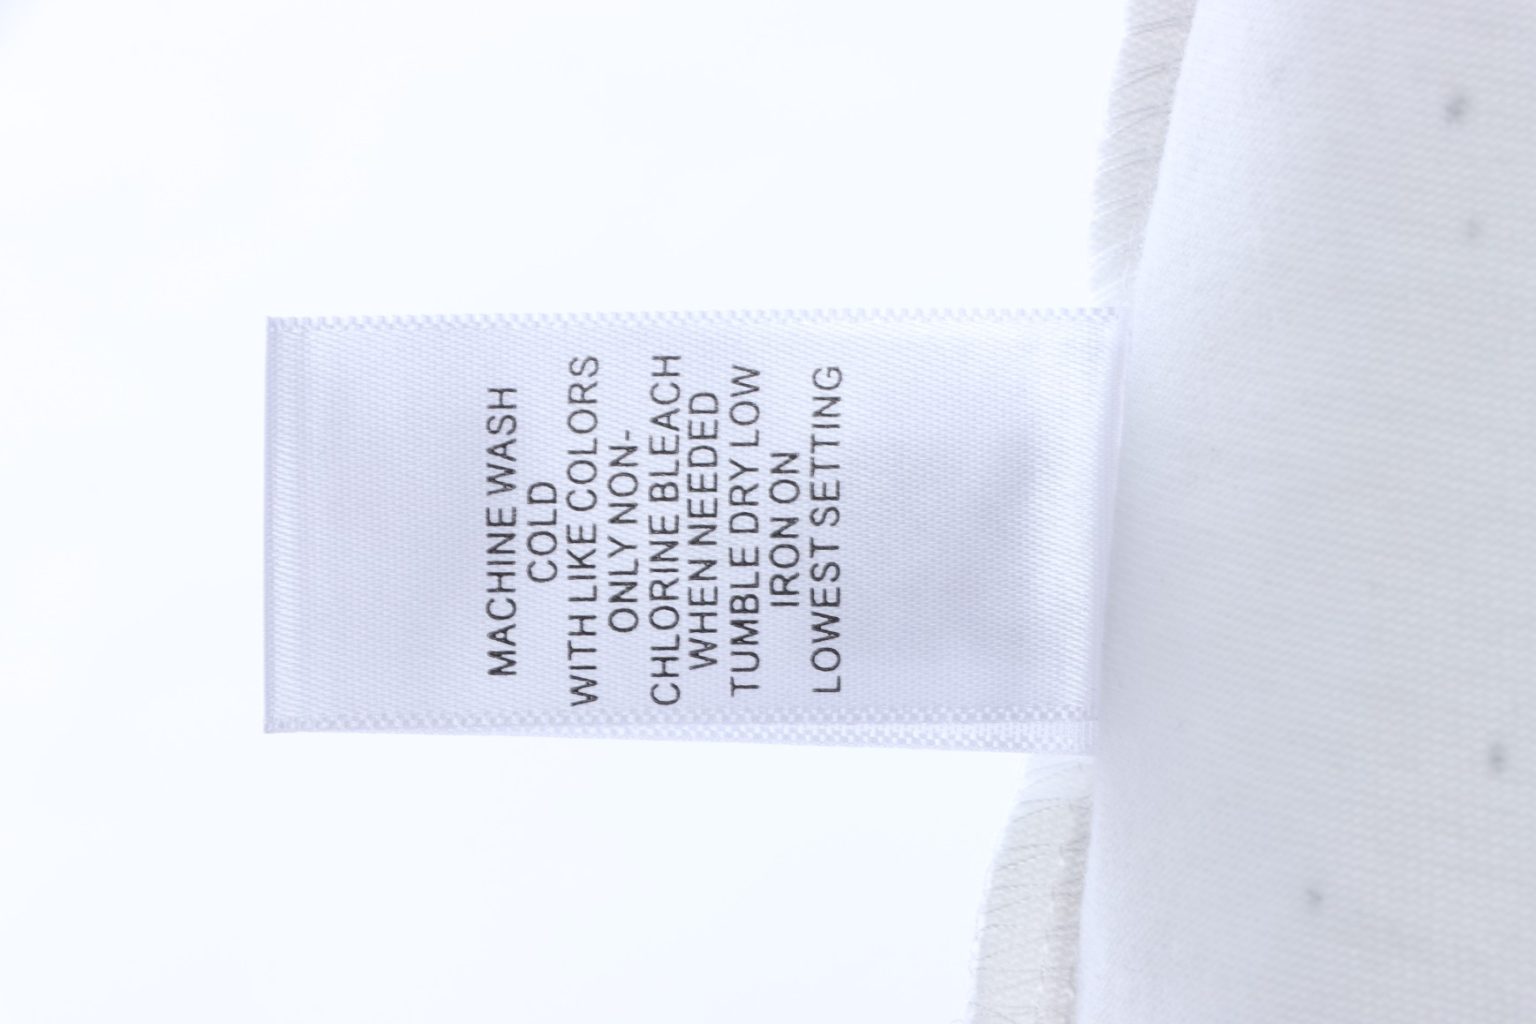 MACHINE WASH
COLD
WITH LIKE COLORS
ONLY NON-
CHLORINE BLEACH
WHEN NEEDED
TUMBLE DRY LOW
IRON ON
LOWEST SETTING